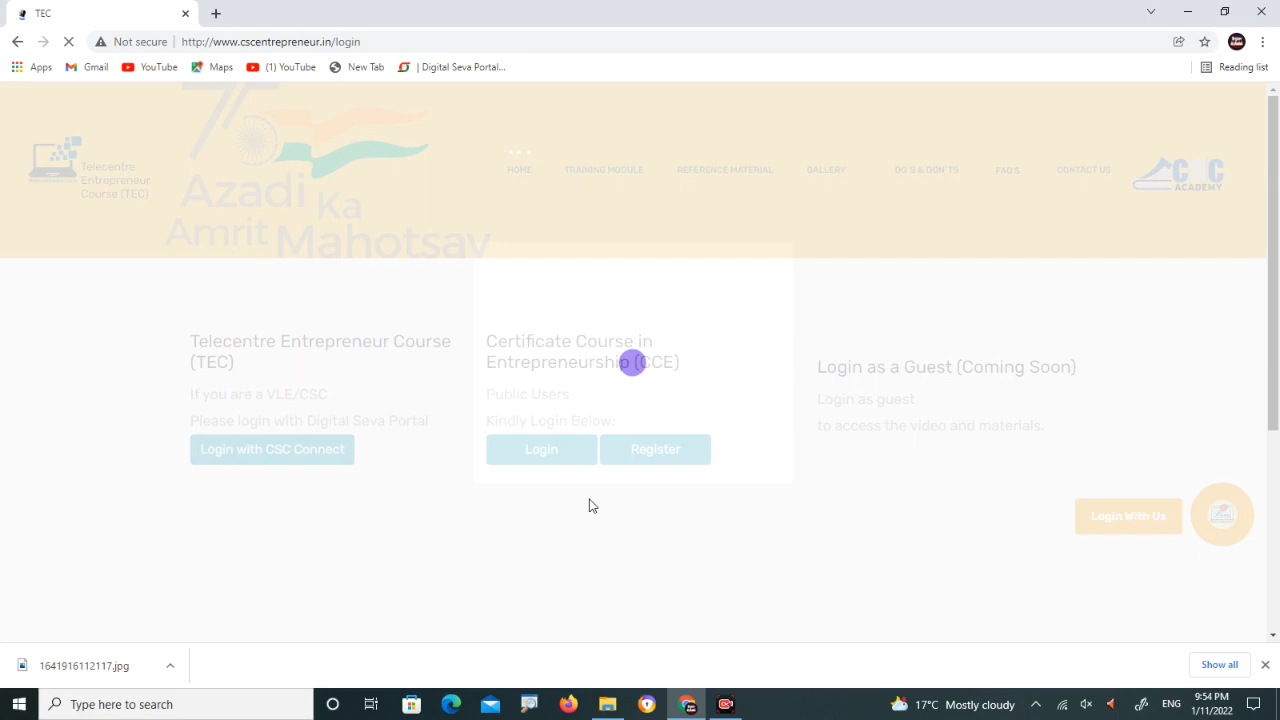 TEC
Not secure | http://www.cscentrepreneur.in/login
Apps Gmail YouTube Maps (1) YouTube New Tab | Digital Seva Portal... Reading list
Telecentre
Entrepreneur
Course (TEC)
75
Azadi Ka
Amrit Mahotsav
HOME TRAINING MODULE REFERENCE MATERIAL GALLERY DO'S & DON'TS FAQ'S CONTACT US
CSC
ACADEMY
Telecentre Entrepreneur Course
(TEC)
If you are a VLE/CSC
Please login with Digital Seva Portal
Login with CSC Connect
Certificate Course in
Entrepreneurship (CCE)
Public Users
Kindly Login Below:
Login Register
Login as a Guest (Coming Soon)
Login as guest
to access the video and materials.
Login With Us
1641916112117.jpg
Show all
Type here to search
17°C Mostly cloudy
ENG
9:54 PM
1/11/2022